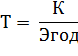 Т = К
Эгод